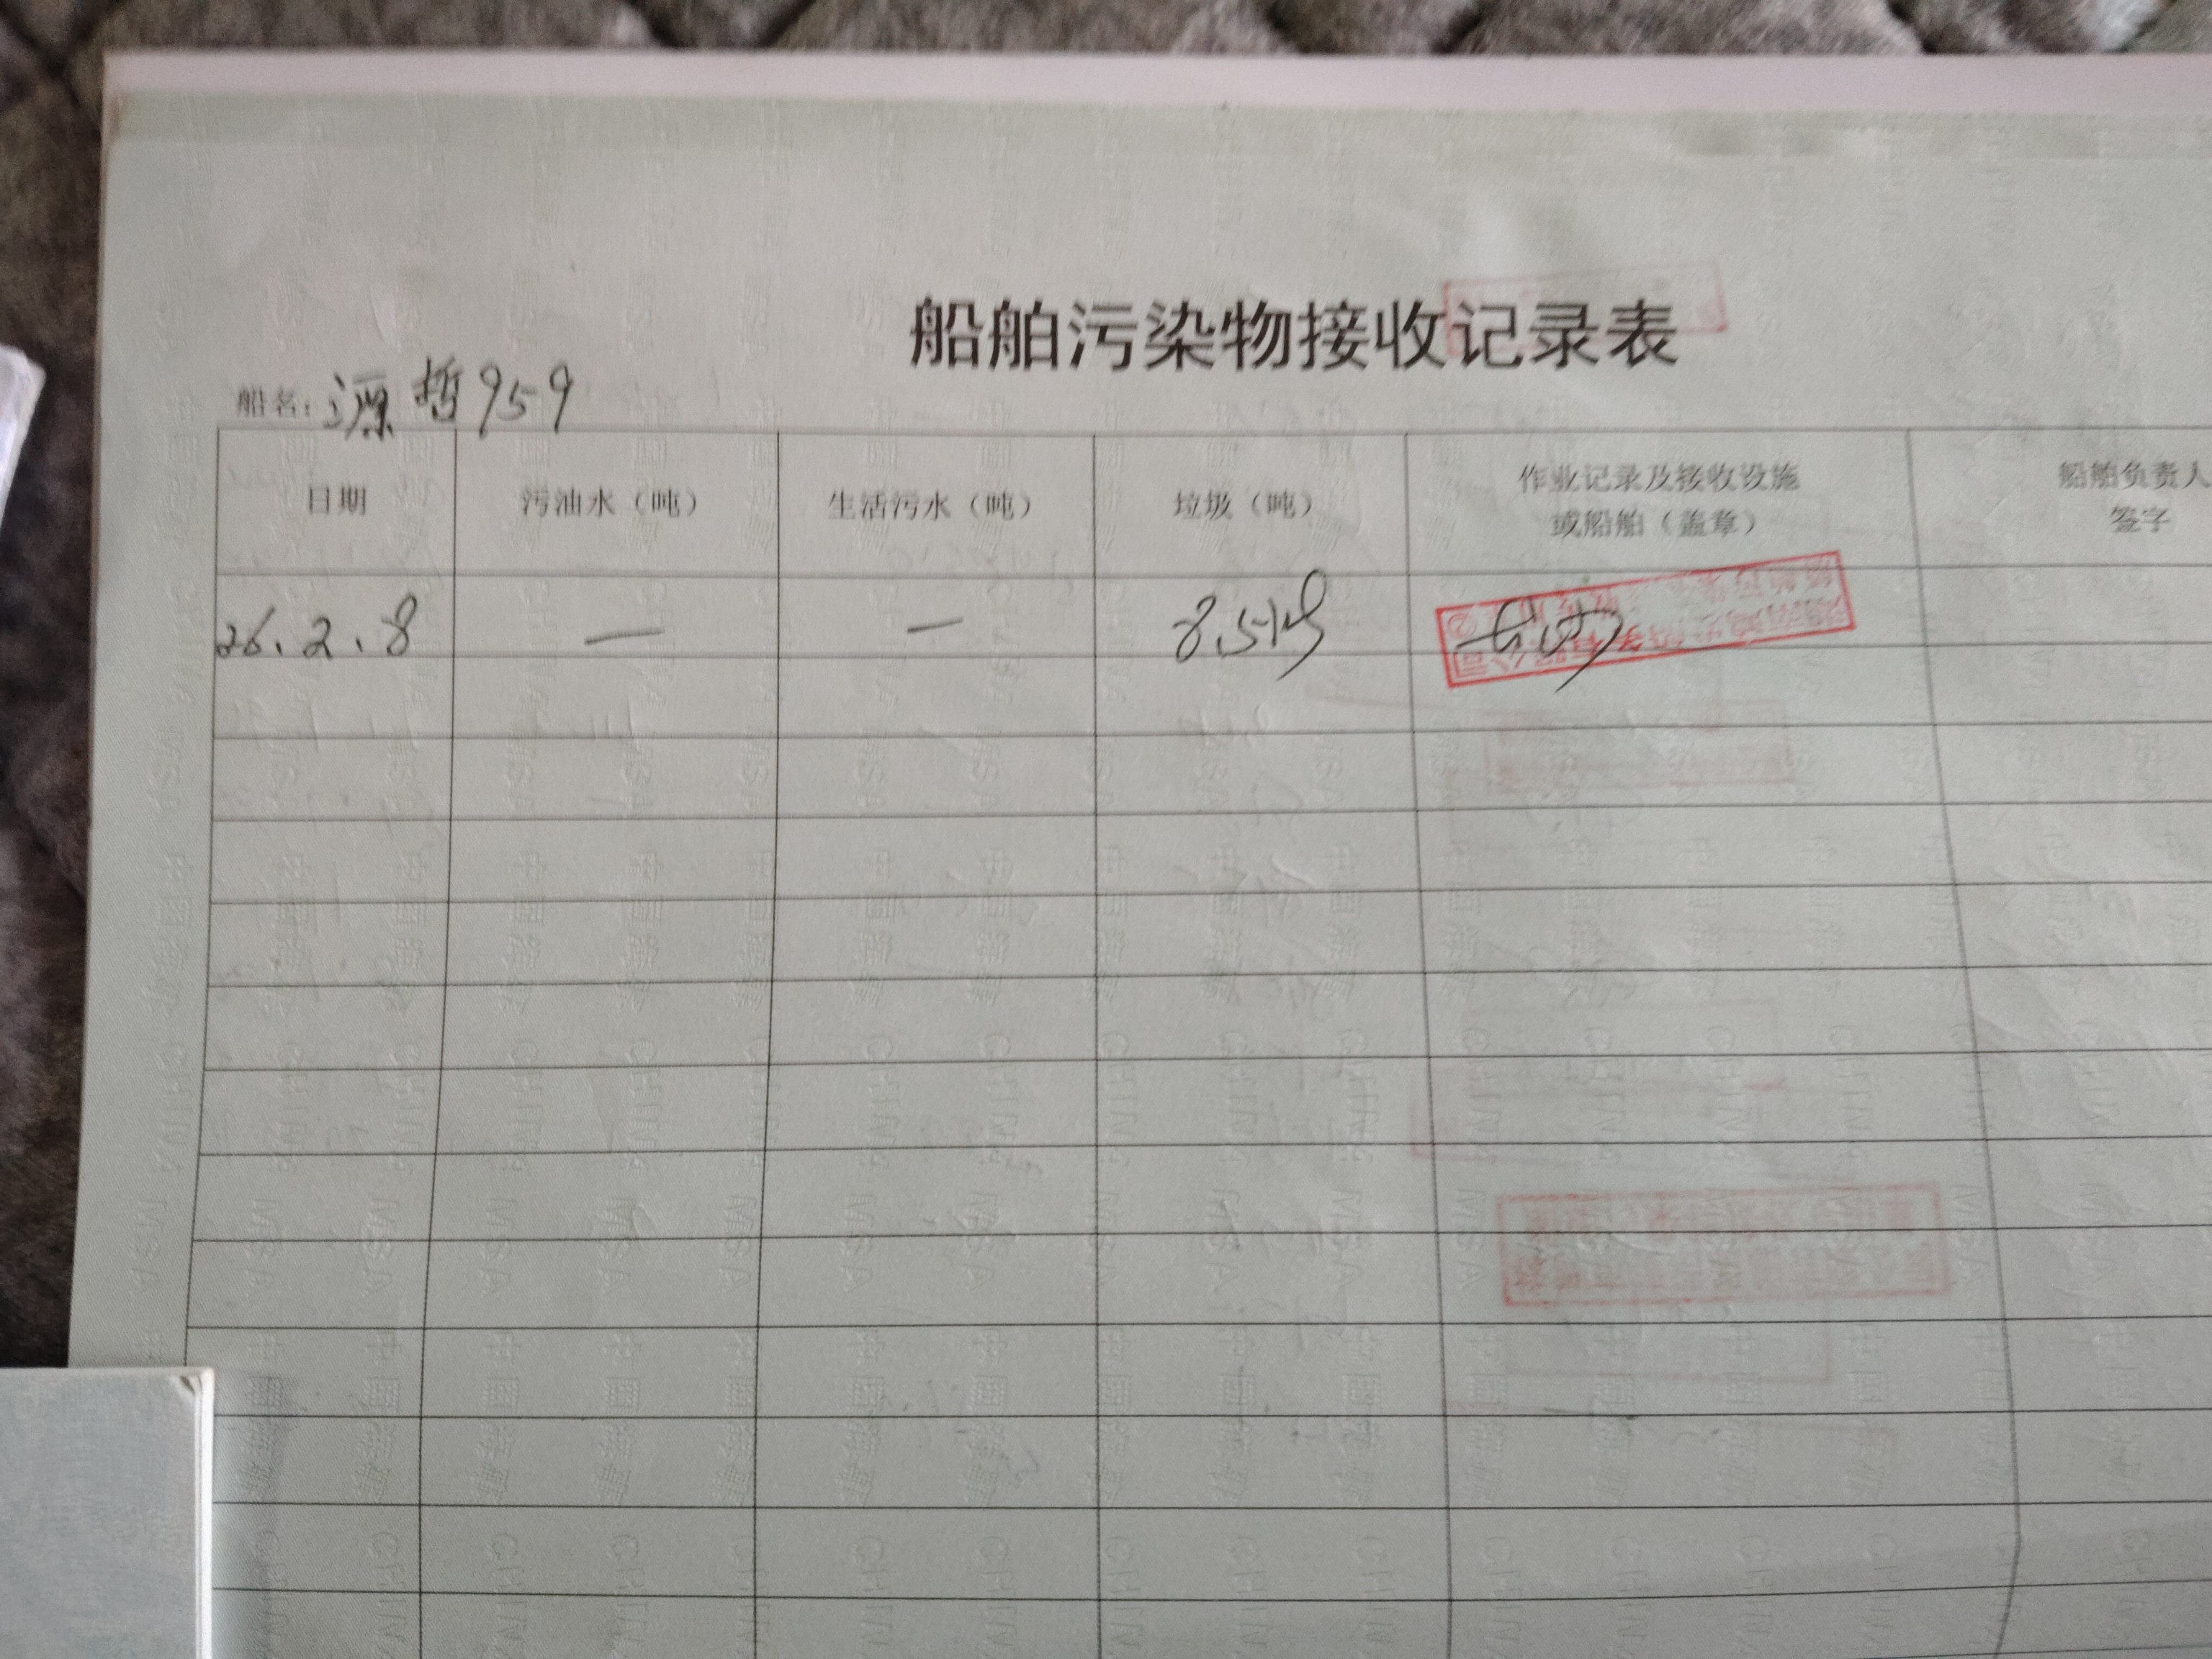 船舶污染物接收记录表
船名：源哲959
日期 污油水（吨） 生活污水（吨） 垃圾（吨） 作业记录及接收设施或船舶（盖章） 船舶负责人签字
26.2.8 — — 8.5kg